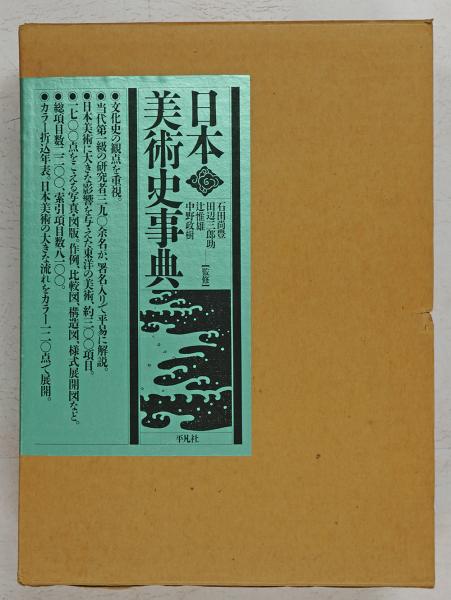 日本
美術史事典
石田尚豊
田辺三郎助
辻惟雄
中野政樹
―［監修］
平凡社
●文化史の観点を重視。
●当代第一級の研究者三九〇余名が、署名入りで平易に解説。
●日本美術に大きな影響を与えた東洋の美術、約三〇〇項目。
●一七〇〇点をこえる写真・図版。作例、比較図、構造図、様式展開図など。
●総項目数二二〇〇、索引項目数八一〇〇。
●カラー折込年表。日本美術の大きな流れをカラー一二〇点で展開。